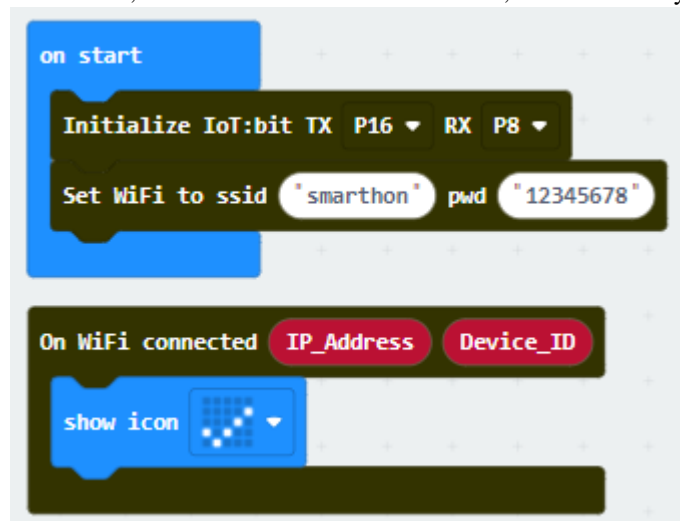 on start
Initialize IoT:bit TX P16 RX P8
Set WiFi to ssid "smarthon" pwd "12345678"
On WiFi connected IP_Address Device_ID
show icon